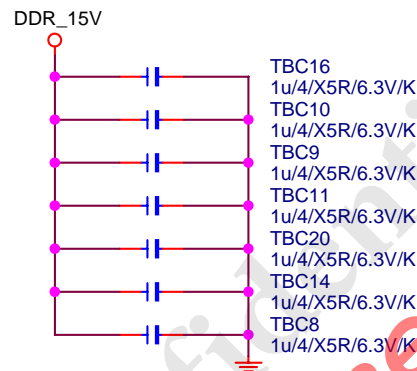 DDR_15V
TBC16
1u/4/X5R/6.3V/K
TBC10
1u/4/X5R/6.3V/K
TBC9
1u/4/X5R/6.3V/K
TBC11
1u/4/X5R/6.3V/K
TBC20
1u/4/X5R/6.3V/K
TBC14
1u/4/X5R/6.3V/K
TBC8
1u/4/X5R/6.3V/K